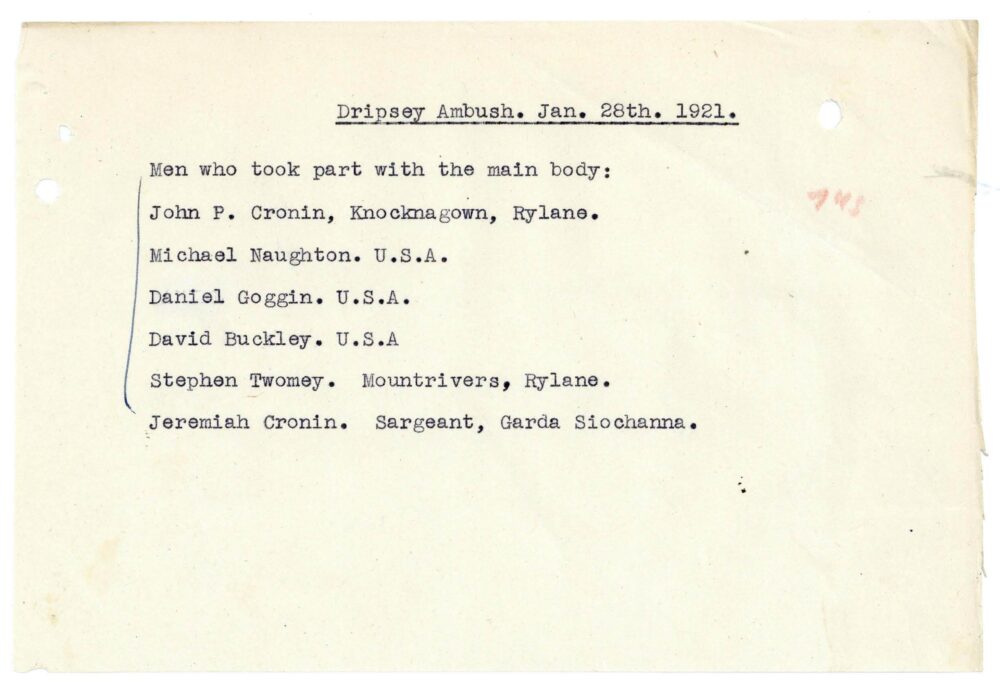 Dripsey Ambush. Jan. 28th. 1921.
Men who took part with the main body:
John P. Cronin, Knocknagown, Rylane.
Michael Naughton. U.S.A.
Daniel Goggin. U.S.A.
David Buckley. U.S.A
Stephen Twomey. Mountrivers, Rylane.
Jeremiah Cronin. Sargeant, Garda Siochanna.